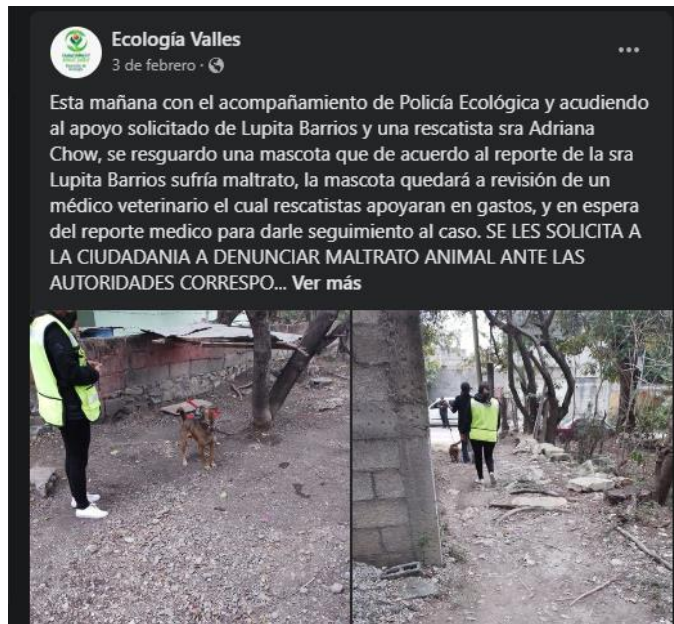 Ecología Valles
3 de febrero ·
Esta mañana con el acompañamiento de Policía Ecológica y acudiendo
al apoyo solicitado de Lupita Barrios y una rescatista sra Adriana
Chow, se resguardo una mascota que de acuerdo al reporte de la sra
Lupita Barrios sufría maltrato, la mascota quedará a revisión de un
médico veterinario el cual rescatistas apoyaran en gastos, y en espera
del reporte medico para darle seguimiento al caso. SE LES SOLICITA A
LA CIUDADANIA A DENUNCIAR MALTRATO ANIMAL ANTE LAS
AUTORIDADES CORRESPO... Ver más